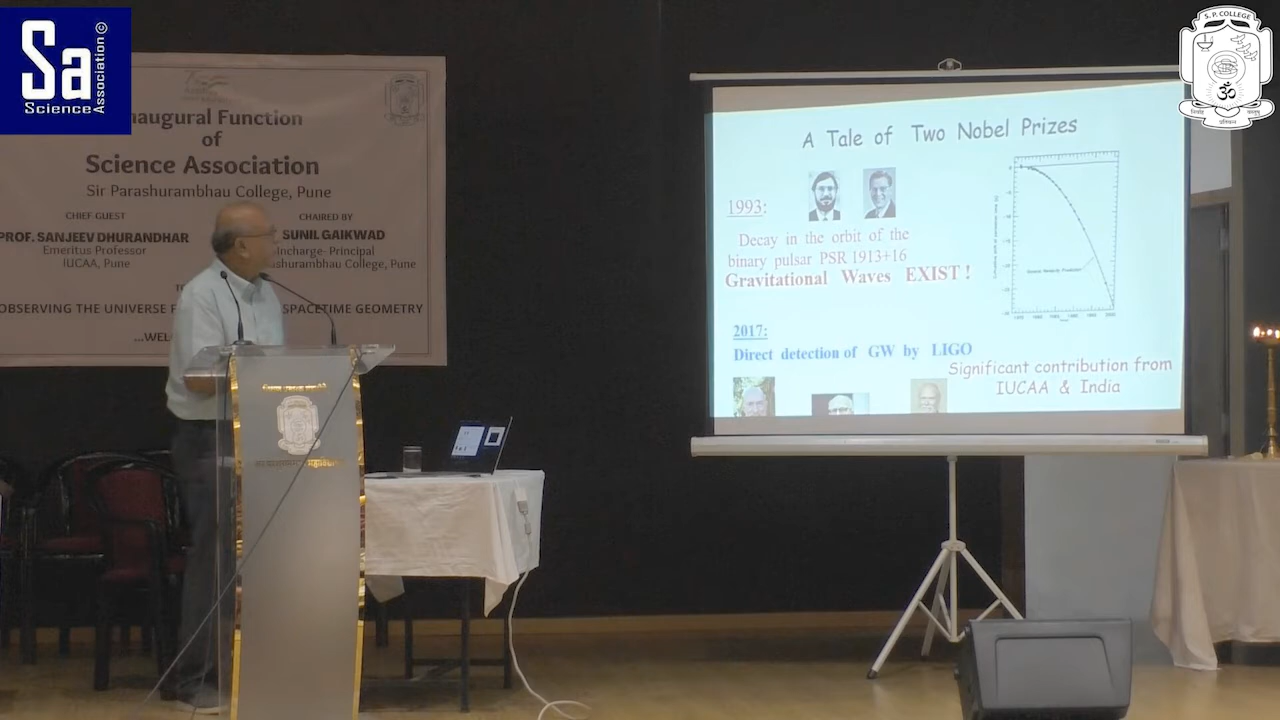 Sa
Science Association©
S. P. COLLEGE
naugural Function
of
Science Association
Sir Parashurambhau College, Pune
CHIEF GUEST
PROF. SANJEEV DHURANDHAR
Emeritus Professor
IUCAA, Pune
CHAIRED BY
SUNIL GAIKWAD
Incharge- Principal
ashurambhau College, Pune
OBSERVING THE UNIVERSE F
SPACETIME GEOMETRY
...WEL
A Tale of Two Nobel Prizes
1993:
Decay in the orbit of the
binary pulsar PSR 1913+16
Gravitational Waves EXIST !
2017:
Direct detection of GW by LIGO
Significant contribution from
IUCAA & India